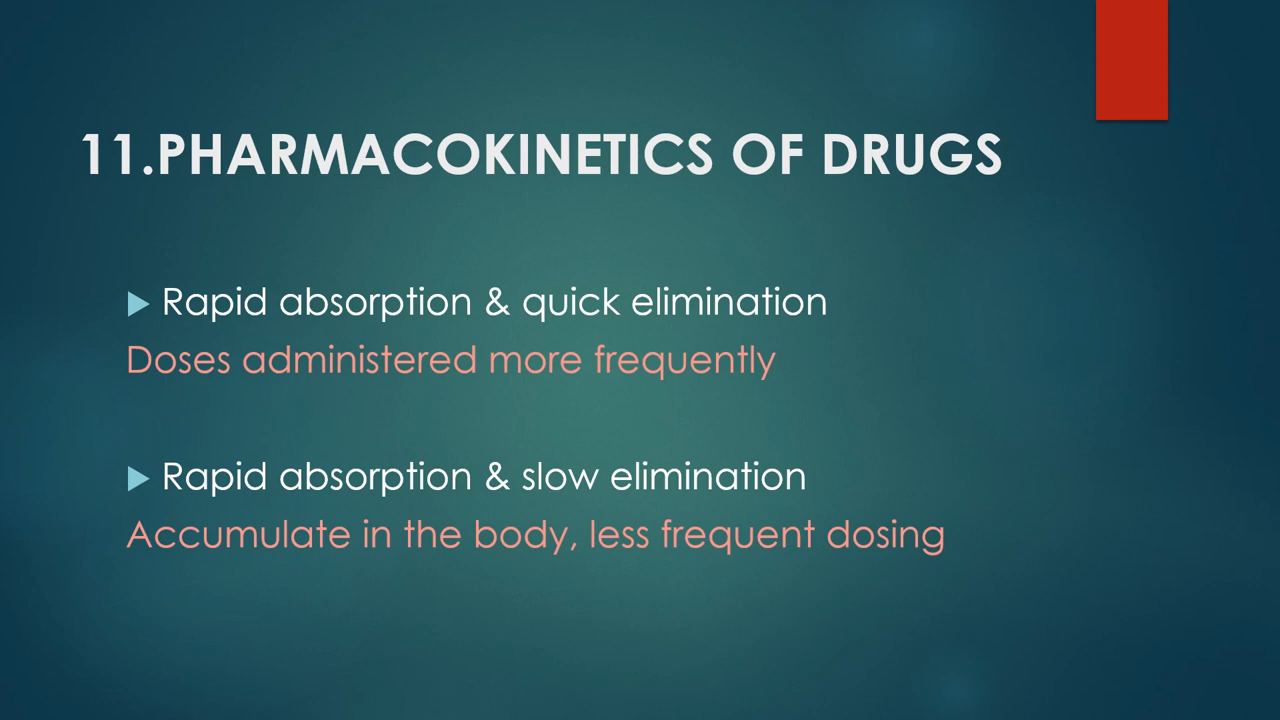 11.PHARMACOKINETICS OF DRUGS
Rapid absorption & quick elimination
Doses administered more frequently
Rapid absorption & slow elimination
Accumulate in the body, less frequent dosing